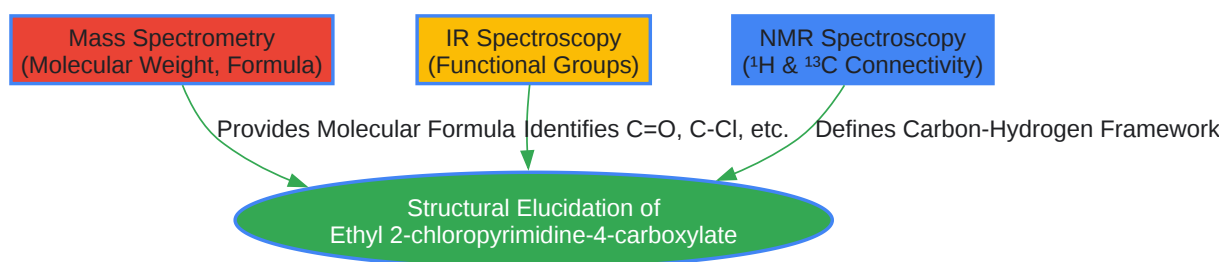 Mass Spectrometry
(Molecular Weight, Formula)
IR Spectroscopy
(Functional Groups)
NMR Spectroscopy
(¹H & ¹³C Connectivity)
Provides Molecular Formula
Identifies C=O, C-Cl, etc.
Defines Carbon-Hydrogen Framework
Structural Elucidation of
Ethyl 2-chloropyrimidine-4-carboxylate